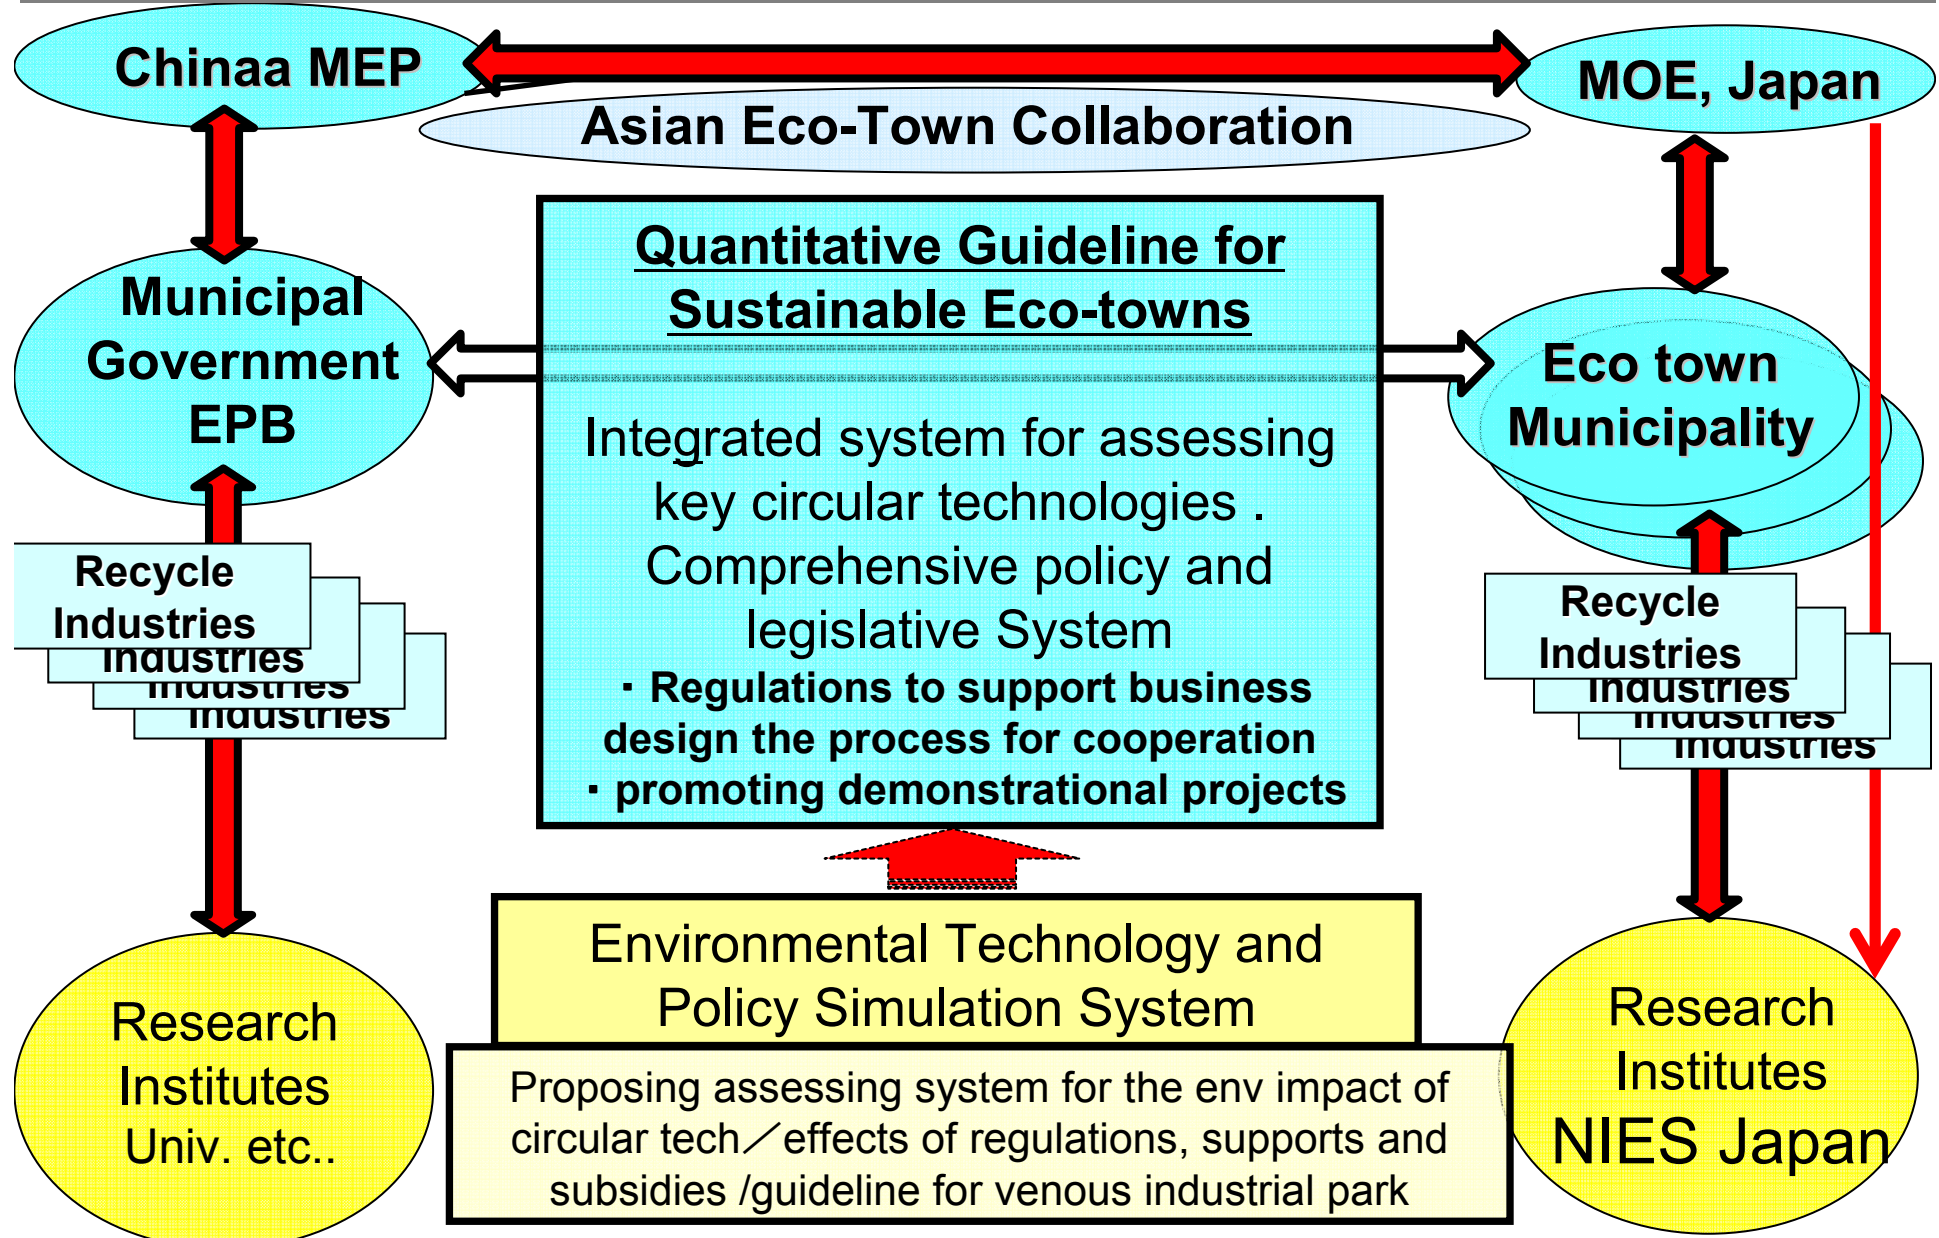 Chinaa MEP
MOE, Japan
Asian Eco-Town Collaboration
Quantitative Guideline for
Sustainable Eco-towns
Municipal
Government
EPB
Eco town
Municipality
Integrated system for assessing
key circular technologies .
Comprehensive policy and
legislative System
・Regulations to support business
design the process for cooperation
・promoting demonstrational projects
Recycle
Industries
Industries
Industries
Industries
Recycle
Industries
Industries
Industries
Industries
Environmental Technology and
Policy Simulation System
Proposing assessing system for the env impact of
circular tech／effects of regulations, supports and
subsidies /guideline for venous industrial park
Research
Institutes
Univ. etc..
Research
Institutes
NIES Japan